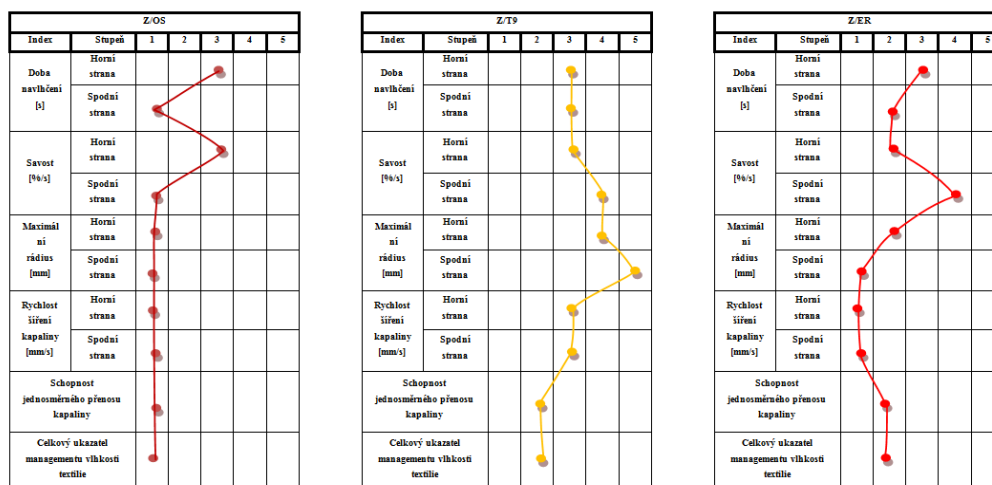 Z/OS
Index Stupeň 1 2 3 4 5
Doba
navlhčení
[s]
Horní
strana
Spodní
strana
Savost
[%/s]
Horní
strana
Spodní
strana
Maximál
ní
rádius
[mm]
Horní
strana
Spodní
strana
Rychlost
šíření
kapaliny
[mm/s]
Horní
strana
Spodní
strana
Schopnost
jednosměrného přenosu
kapaliny
Celkový ukazatel
managementu vlhkosti
textilie
Z/T9
Index Stupeň 1 2 3 4 5
Doba
navlhčení
[s]
Horní
strana
Spodní
strana
Savost
[%/s]
Horní
strana
Spodní
strana
Maximál
ní
rádius
[mm]
Horní
strana
Spodní
strana
Rychlost
šíření
kapaliny
[mm/s]
Horní
strana
Spodní
strana
Schopnost
jednosměrného přenosu
kapaliny
Celkový ukazatel
managementu vlhkosti
textilie
Z/ER
Index Stupeň 1 2 3 4 5
Doba
navlhčení
[s]
Horní
strana
Spodní
strana
Savost
[%/s]
Horní
strana
Spodní
strana
Maximál
ní
rádius
[mm]
Horní
strana
Spodní
strana
Rychlost
šíření
kapaliny
[mm/s]
Horní
strana
Spodní
strana
Schopnost
jednosměrného přenosu
kapaliny
Celkový ukazatel
managementu vlhkosti
textilie